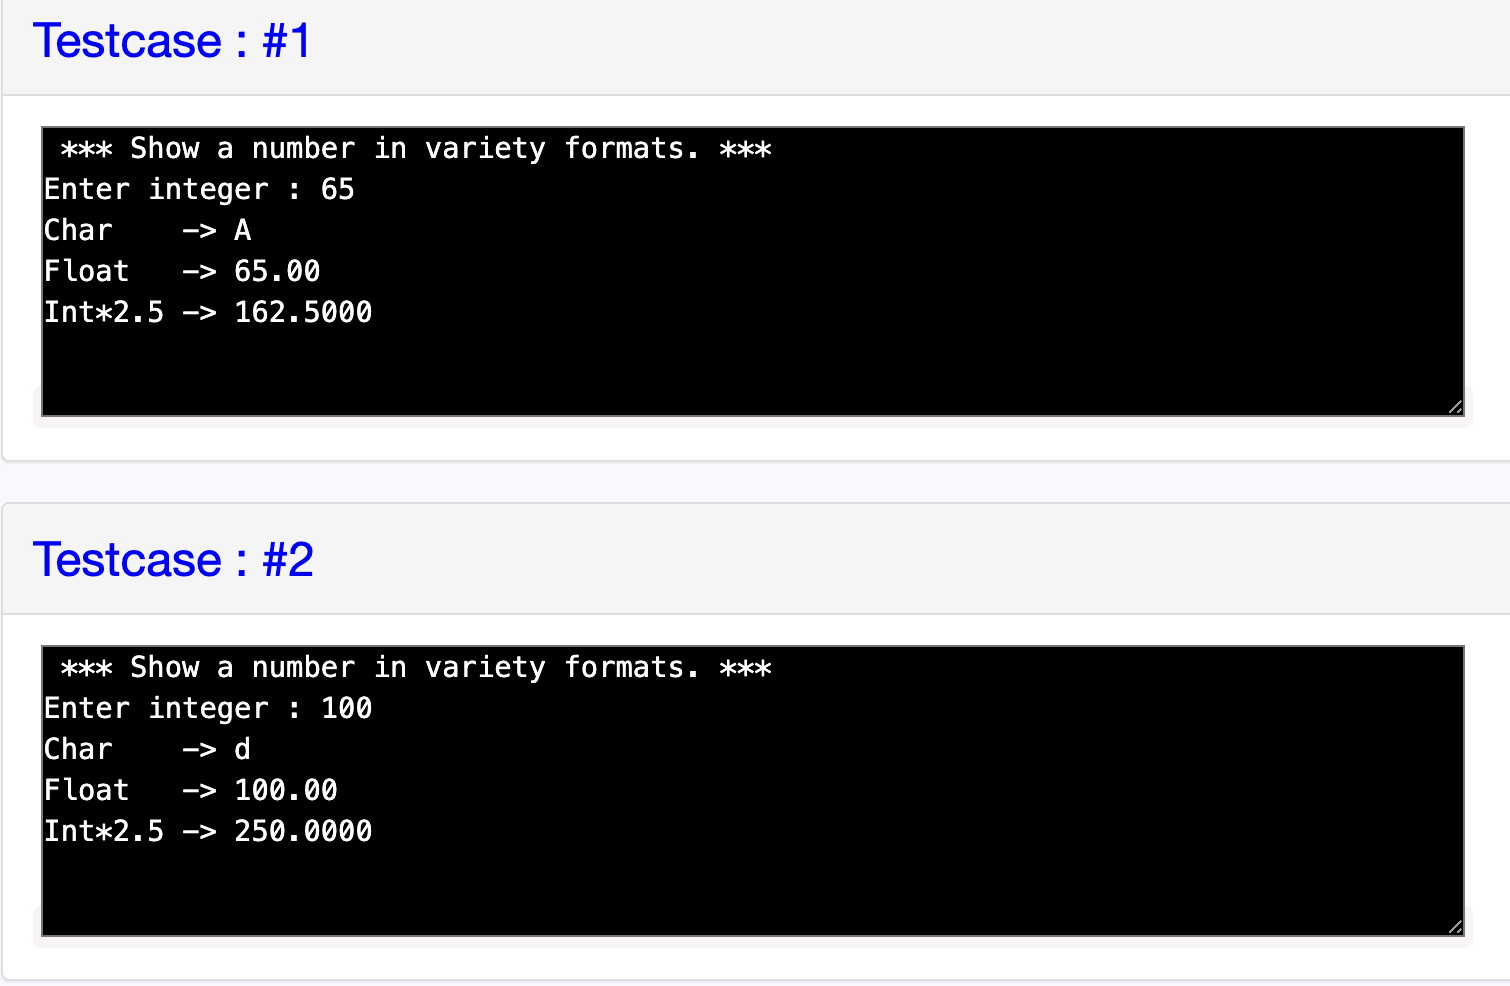 Testcase : #1
 *** Show a number in variety formats. ***
Enter integer : 65
Char    -> A
Float   -> 65.00
Int*2.5 -> 162.5000
Testcase : #2
 *** Show a number in variety formats. ***
Enter integer : 100
Char    -> d
Float   -> 100.00
Int*2.5 -> 250.0000